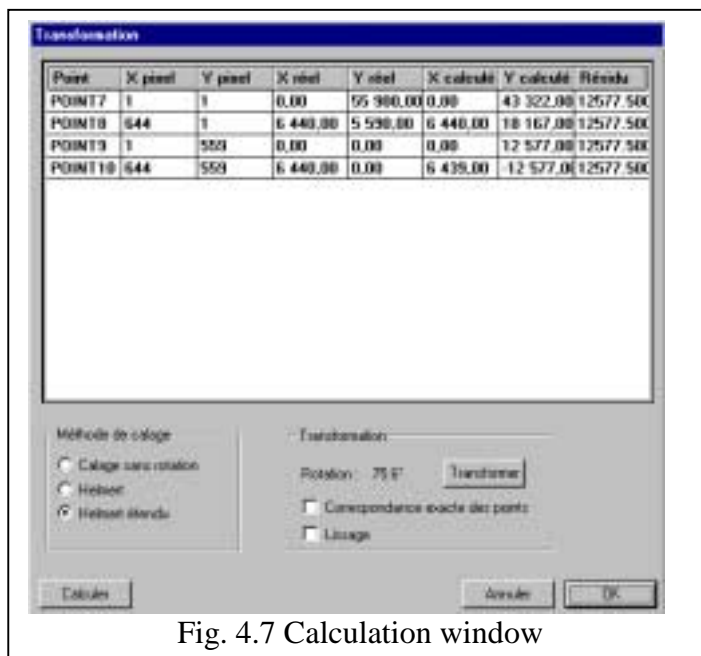 Transformation
Point X pixel Y pixel X réel Y réel X calculé Y calculé Résidu
POINT7 1 1 0,00 55 900,00 0,00 43 322,00 12577.500
POINT8 644 1 6 440,00 5 590,00 6 440,00 18 167,00 12577.500
POINT9 1 559 0,00 0,00 0,00 12 577,00 12577.500
POINT10 644 559 6 440,00 0,00 6 439,00 -12 577,0 12577.500
Méthode de calage
Transformation
Calage sans rotation
Rotation : 75.6° Transformer
Helmert
Correspondance exacte des points
Helmert étendu
Lissage
Calculer Annuler OK
Fig. 4.7 Calculation window